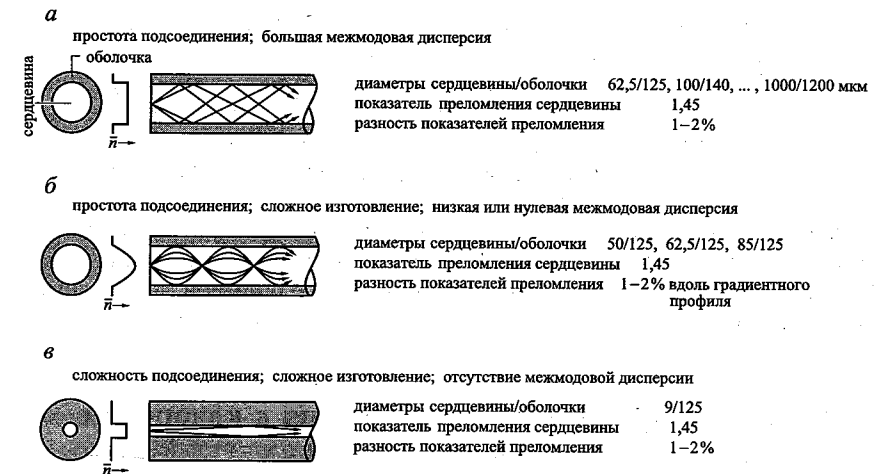 а
простота подсоединения; большая межмодовая дисперсия
оболочка
сердцевина
n̅
диаметры сердцевины/оболочки 62,5/125, 100/140, ... , 1000/1200 мкм
показатель преломления сердцевины 1,45
разность показателей преломления 1–2%
б
простота подсоединения; сложное изготовление; низкая или нулевая межмодовая дисперсия
n̅
диаметры сердцевины/оболочки 50/125, 62,5/125, 85/125
показатель преломления сердцевины 1,45
разность показателей преломления 1–2% вдоль градиентного
профиля
в
сложность подсоединения; сложное изготовление; отсутствие межмодовой дисперсии
n̅
диаметры сердцевины/оболочки - 9/125
показатель преломления сердцевины 1,45
разность показателей преломления 1–2%